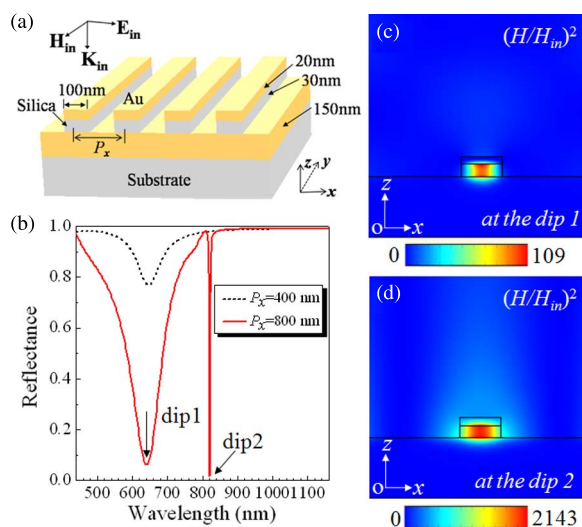 (a)
H_in
E_in
K_in
20nm
30nm
150nm
100nm
Au
Silica
P_x
Substrate
z
y
x
(b)
1.0
0.8
0.6
0.4
0.2
0.0
Reflectance
P_x=400 nm
P_x=800 nm
dip1
dip2
500 600 700 800 900 1000 1100
Wavelength (nm)
(c)
(H/H_in)²
z
o x
at the dip 1
0 109
(d)
(H/H_in)²
z
o x
at the dip 2
0 2143